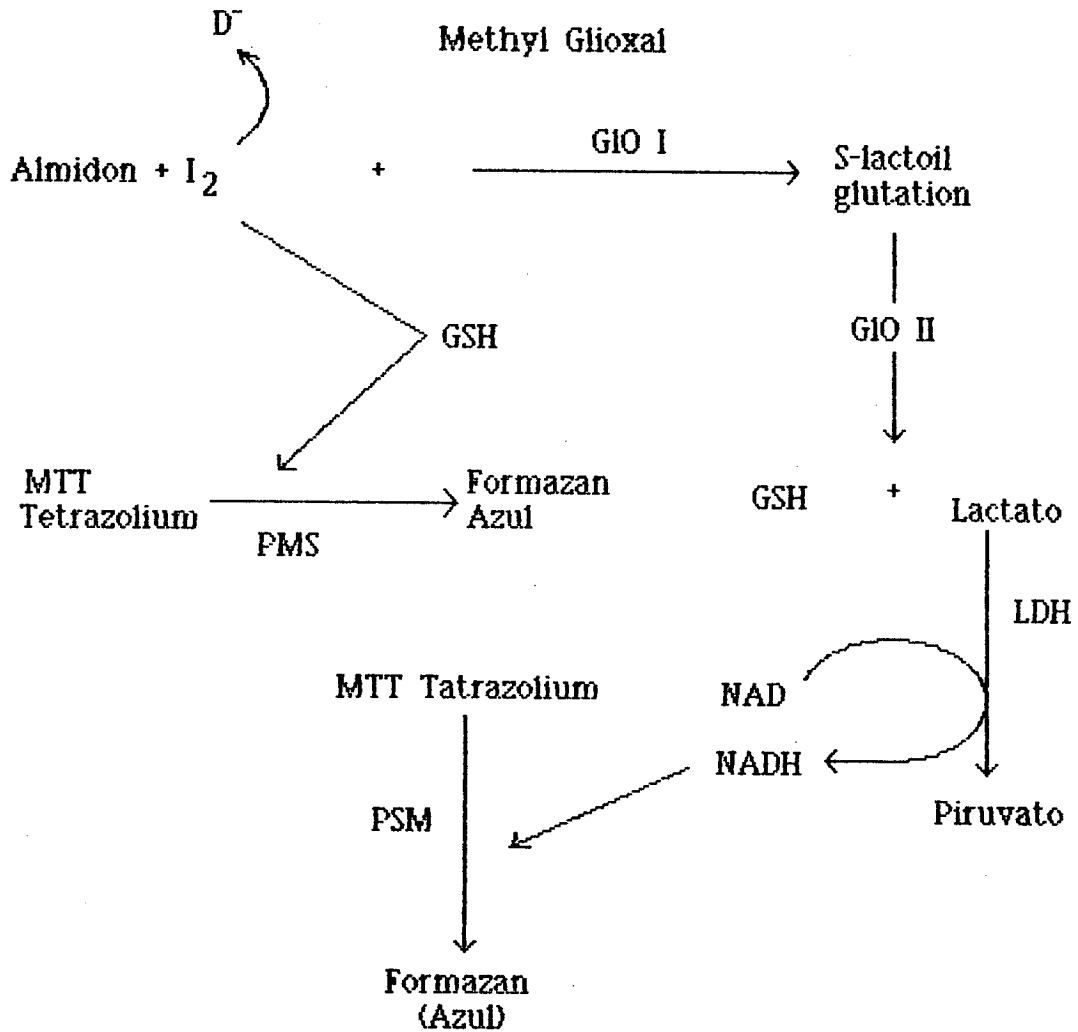 D⁻
Methyl Glioxal
Almidon + I₂
+
GlO I
S-lactoil
glutation
GSH
GlO II
MTT
Tetrazolium
PMS
Formazan
Azul
GSH
+
Lactato
LDH
MTT Tatrazolium
NAD
NADH
PSM
Piruvato
Formazan
(Azul)